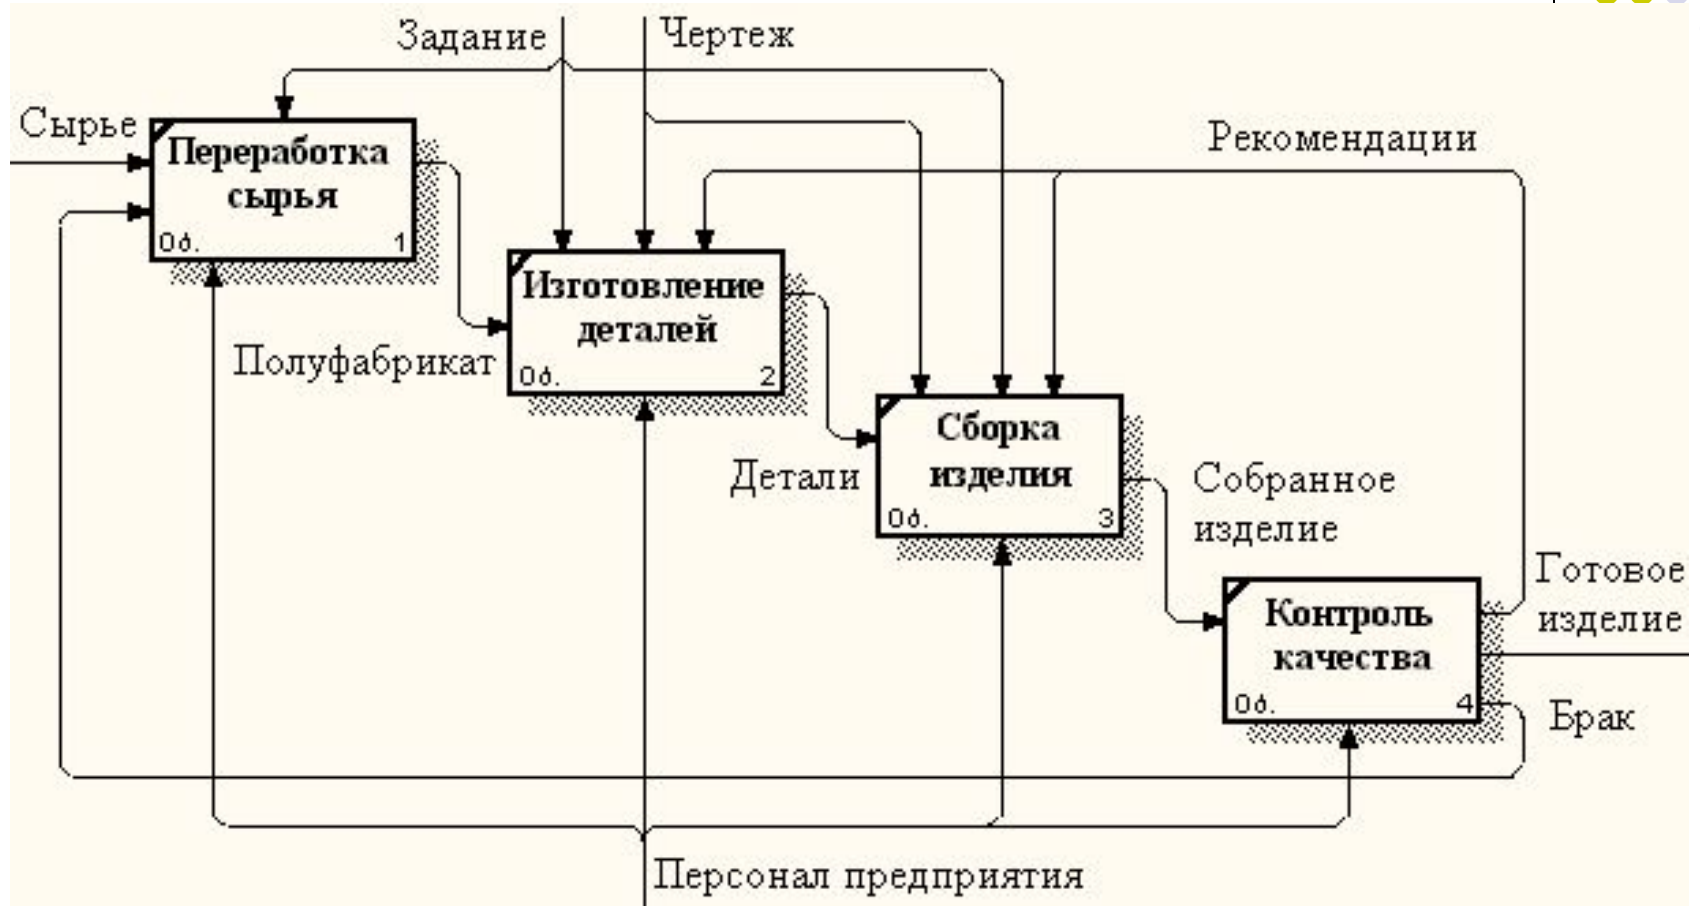 Задание
Чертеж
Сырье
Переработка
сырья
0б. 1
Рекомендации
Изготовление
деталей
0б. 2
Полуфабрикат
Сборка
изделия
0б. 3
Детали
Собранное
изделие
Готовое
изделие
Контроль
качества
0б. 4
Брак
Персонал предприятия